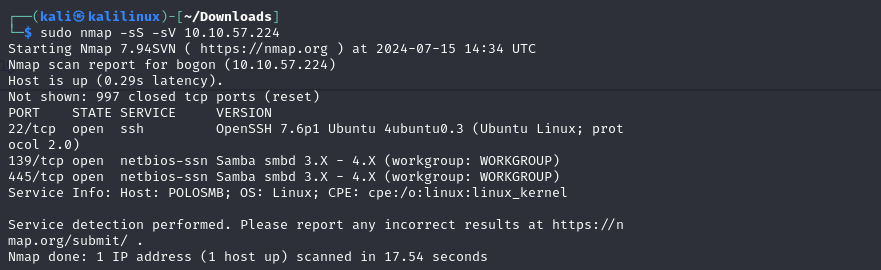 ┌──(kali㉿kalilinux)-[~/Downloads]
└─$ sudo nmap -sS -sV 10.10.57.224
Starting Nmap 7.94SVN ( https://nmap.org ) at 2024-07-15 14:34 UTC
Nmap scan report for bogon (10.10.57.224)
Host is up (0.29s latency).
Not shown: 997 closed tcp ports (reset)
PORT    STATE SERVICE     VERSION
22/tcp  open  ssh         OpenSSH 7.6p1 Ubuntu 4ubuntu0.3 (Ubuntu Linux; prot
ocol 2.0)
139/tcp open  netbios-ssn Samba smbd 3.X - 4.X (workgroup: WORKGROUP)
445/tcp open  netbios-ssn Samba smbd 3.X - 4.X (workgroup: WORKGROUP)
Service Info: Host: POLOSMB; OS: Linux; CPE: cpe:/o:linux:linux_kernel

Service detection performed. Please report any incorrect results at https://n
map.org/submit/ .
Nmap done: 1 IP address (1 host up) scanned in 17.54 seconds